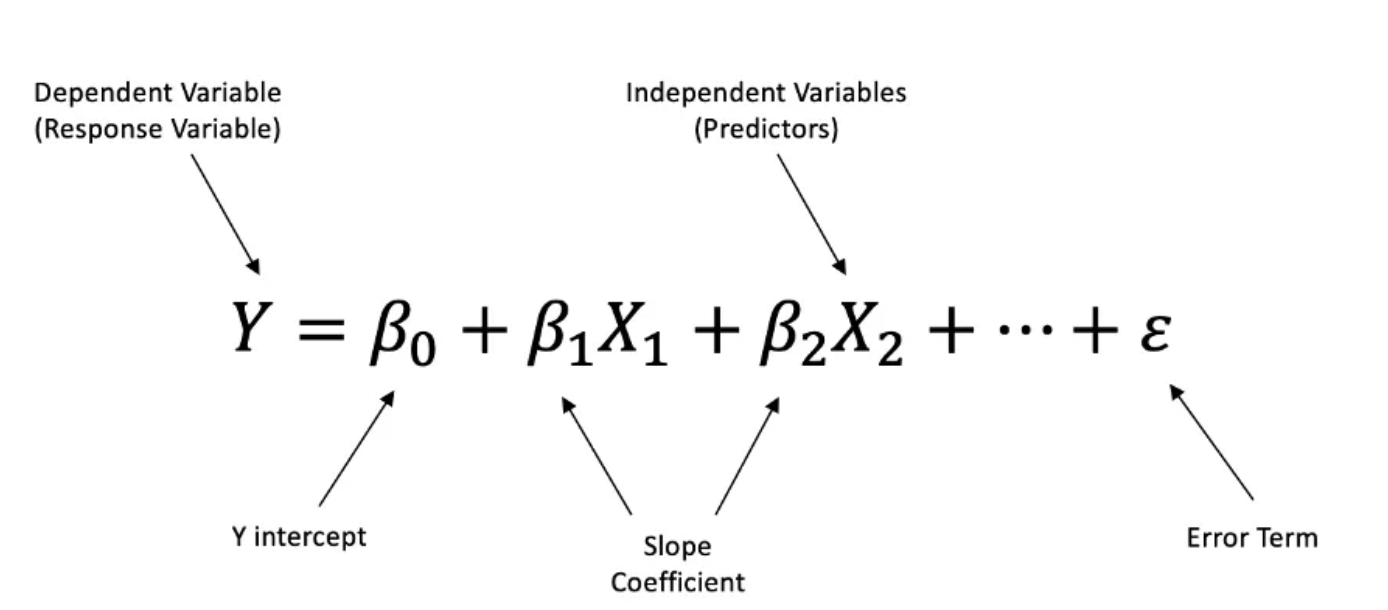 Dependent Variable
(Response Variable)
Independent Variables
(Predictors)
Y = β₀ + β₁X₁ + β₂X₂ + ⋯ + ε
Y intercept
Slope
Coefficient
Error Term